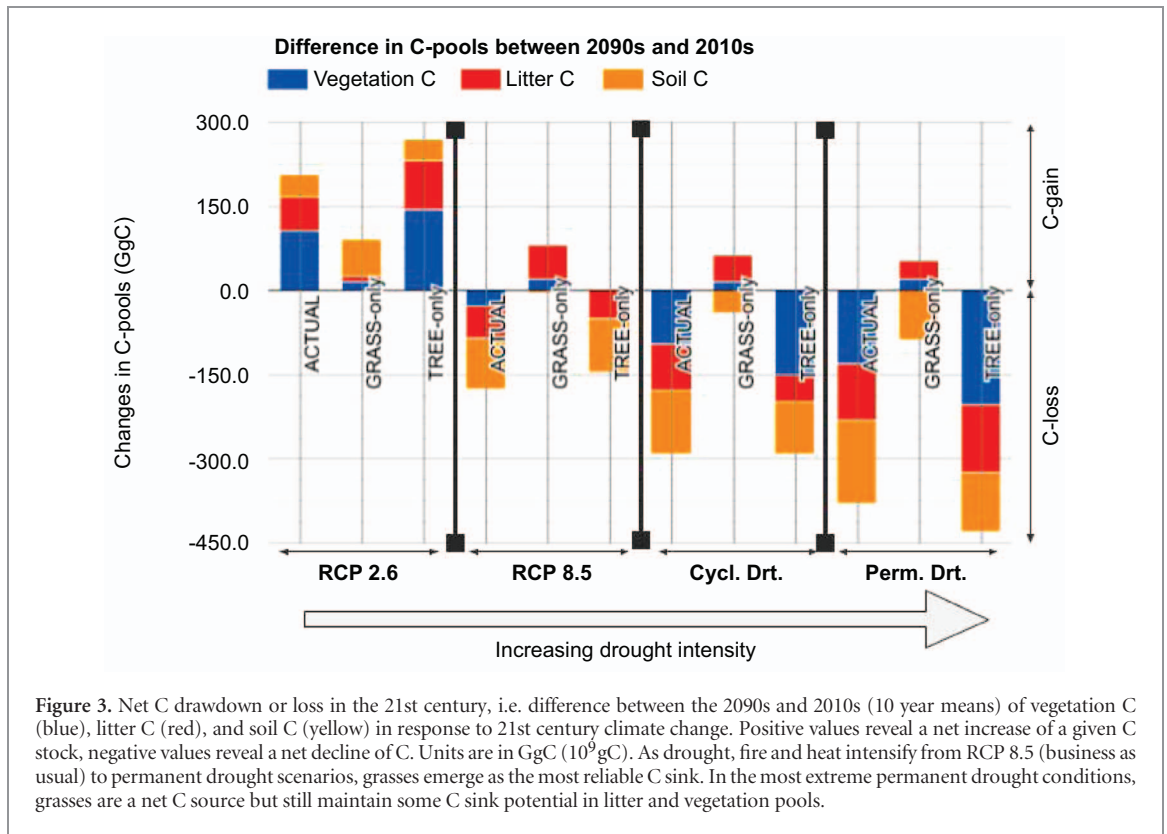 Difference in C-pools between 2090s and 2010s
Vegetation C Litter C Soil C
Changes in C-pools (GgC)
300.0
150.0
0.0
-150.0
-300.0
-450.0
ACTUAL
GRASS-only
TREE-only
ACTUAL
GRASS-only
TREE-only
ACTUAL
GRASS-only
TREE-only
ACTUAL
GRASS-only
TREE-only
C-gain
C-loss
RCP 2.6 RCP 8.5 Cycl. Drt. Perm. Drt.
Increasing drought intensity
Figure 3. Net C drawdown or loss in the 21st century, i.e. difference between the 2090s and 2010s (10 year means) of vegetation C
(blue), litter C (red), and soil C (yellow) in response to 21st century climate change. Positive values reveal a net increase of a given C
stock, negative values reveal a net decline of C. Units are in GgC (10⁹gC). As drought, fire and heat intensify from RCP 8.5 (business as
usual) to permanent drought scenarios, grasses emerge as the most reliable C sink. In the most extreme permanent drought conditions,
grasses are a net C source but still maintain some C sink potential in litter and vegetation pools.